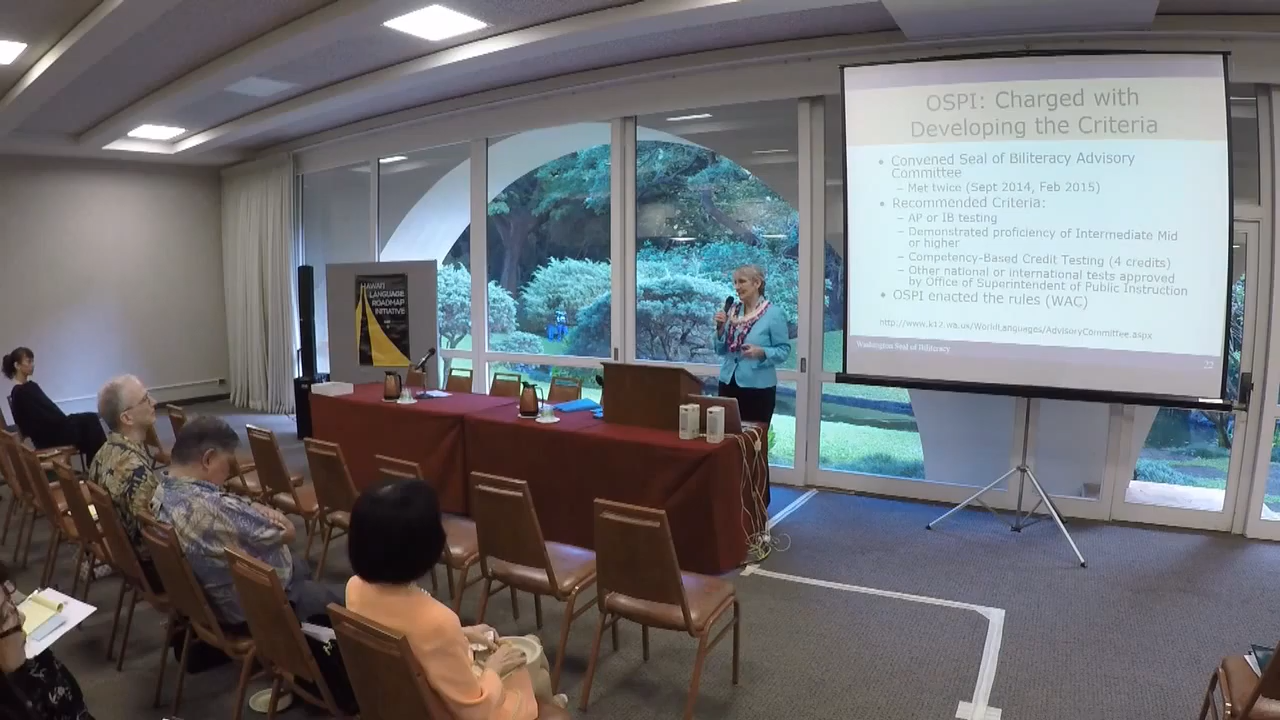 HAWAI'I
LANGUAGE
ROADMAP
INITIATIVE
OSPI: Charged with
Developing the Criteria
• Convened Seal of Biliteracy Advisory
Committee
– Met twice (Sept 2014, Feb 2015)
• Recommended Criteria:
– AP or IB testing
– Demonstrated proficiency of Intermediate Mid
or higher
– Competency-Based Credit Testing (4 credits)
– Other national or international tests approved
by Office of Superintendent of Public Instruction
• OSPI enacted the rules (WAC)
http://www.k12.wa.us/WorldLanguages/AdvisoryCommittee.aspx
Washington Seal of Biliteracy
22